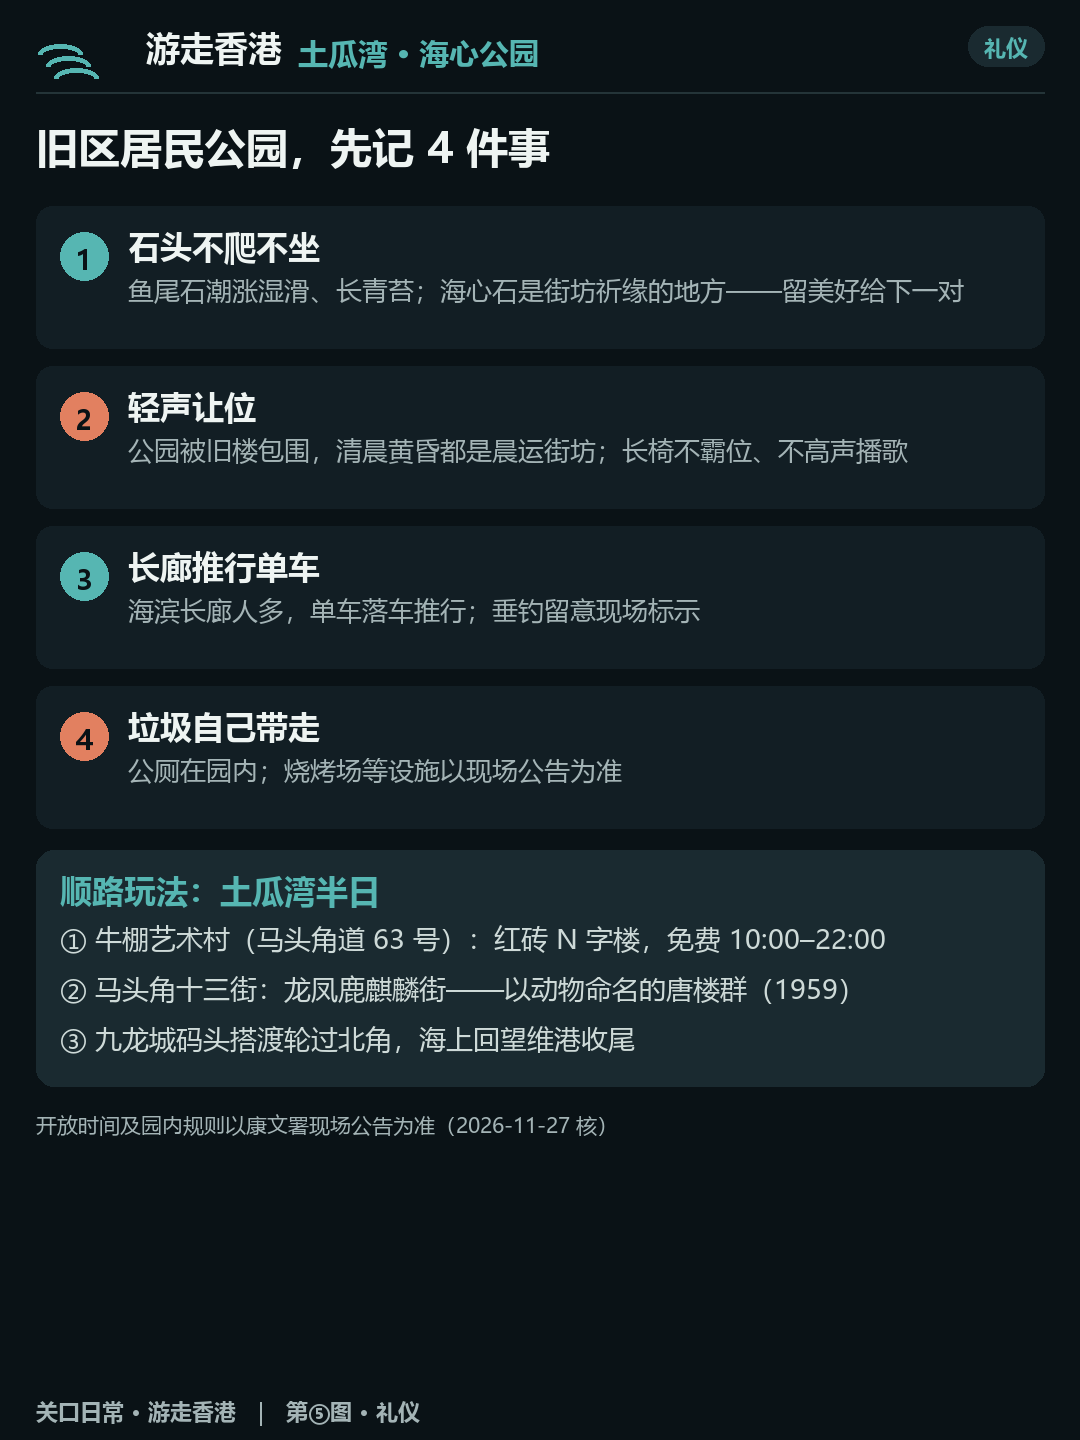 游走香港 土瓜湾·海心公园
礼仪
旧区居民公园，先记 4 件事
1
石头不爬不坐
鱼尾石潮涨湿滑、长青苔；海心石是街坊祈缘的地方——留美好给下一对
2
轻声让位
公园被旧楼包围，清晨黄昏都是晨运街坊；长椅不霸位、不高声播歌
3
长廊推行单车
海滨长廊人多，单车落车推行；垂钓留意现场标示
4
垃圾自己带走
公厕在园内；烧烤场等设施以现场公告为准
顺路玩法：土瓜湾半日
① 牛棚艺术村（马头角道 63 号）：红砖 N 字楼，免费 10:00–22:00
② 马头角十三街：龙凤鹿麒麟街——以动物命名的唐楼群（1959）
③ 九龙城码头搭渡轮过北角，海上回望维港收尾
开放时间及园内规则以康文署现场公告为准（2026-11-27 核）
关口日常·游走香港 ｜ 第⑤图·礼仪